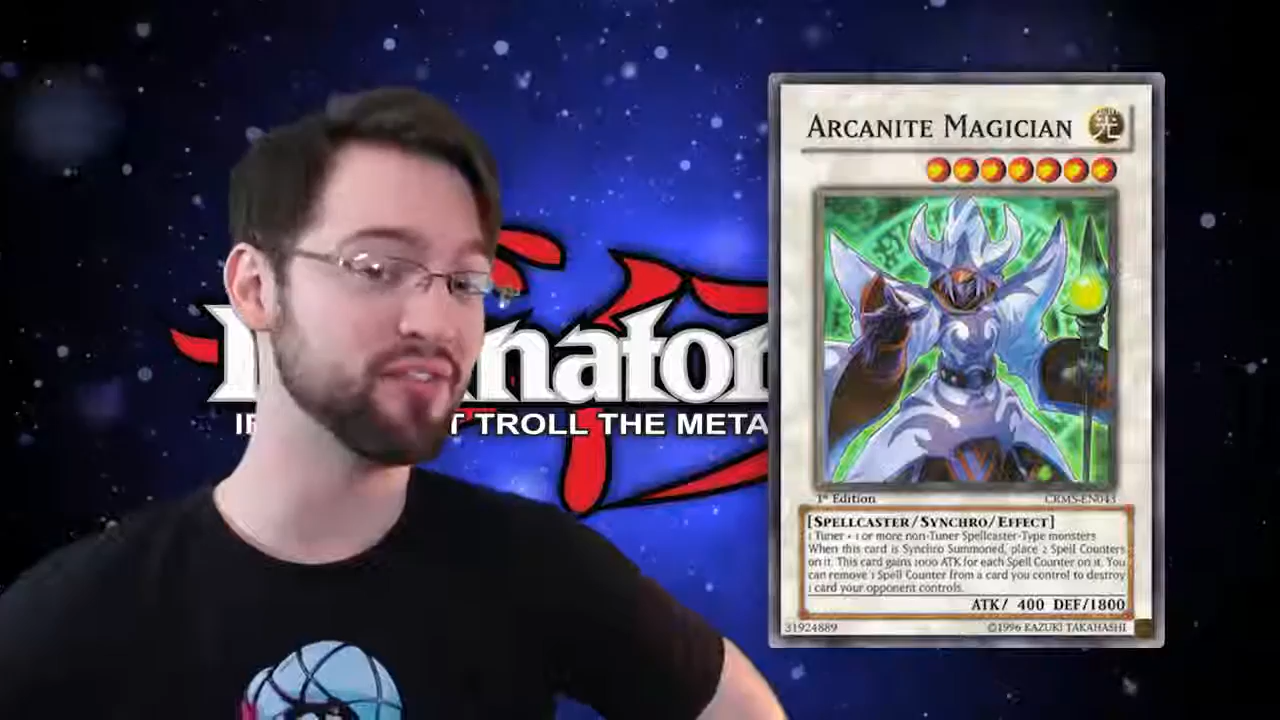 ARCANITE MAGICIAN
光
IF
T TROLL THE META
1st Edition
CRMS-EN043
[SPELLCASTER/SYNCHRO/EFFECT]
1 Tuner + 1 or more non-Tuner Spellcaster-Type monsters
When this card is Synchro Summoned, place 2 Spell Counters
on it. This card gains 1000 ATK for each Spell Counter on it. You
can remove 1 Spell Counter from a card you control to destroy
1 card your opponent controls.
ATK/ 400 DEF/1800
31924889
©1996 KAZUKI TAKAHASHI